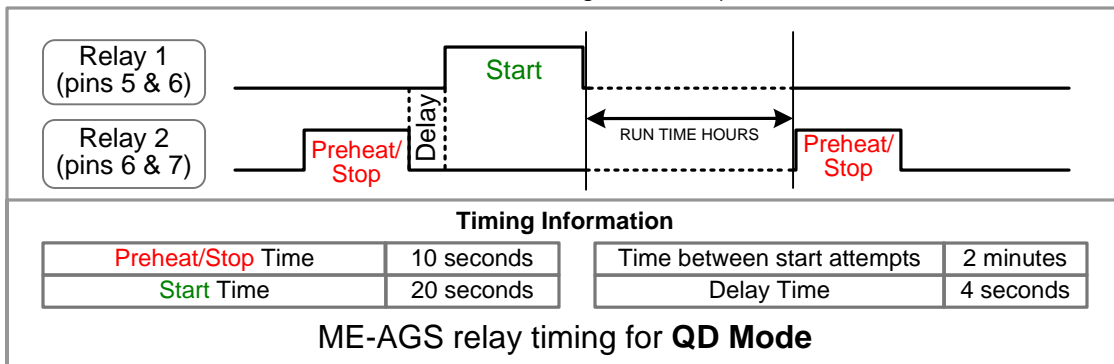 Relay 1
(pins 5 & 6)
Start
Delay
Relay 2
(pins 6 & 7)
Preheat/
Stop
RUN TIME HOURS
Preheat/
Stop
Timing Information
Preheat/Stop Time 10 seconds
Start Time 20 seconds
Time between start attempts 2 minutes
Delay Time 4 seconds
ME-AGS relay timing for QD Mode